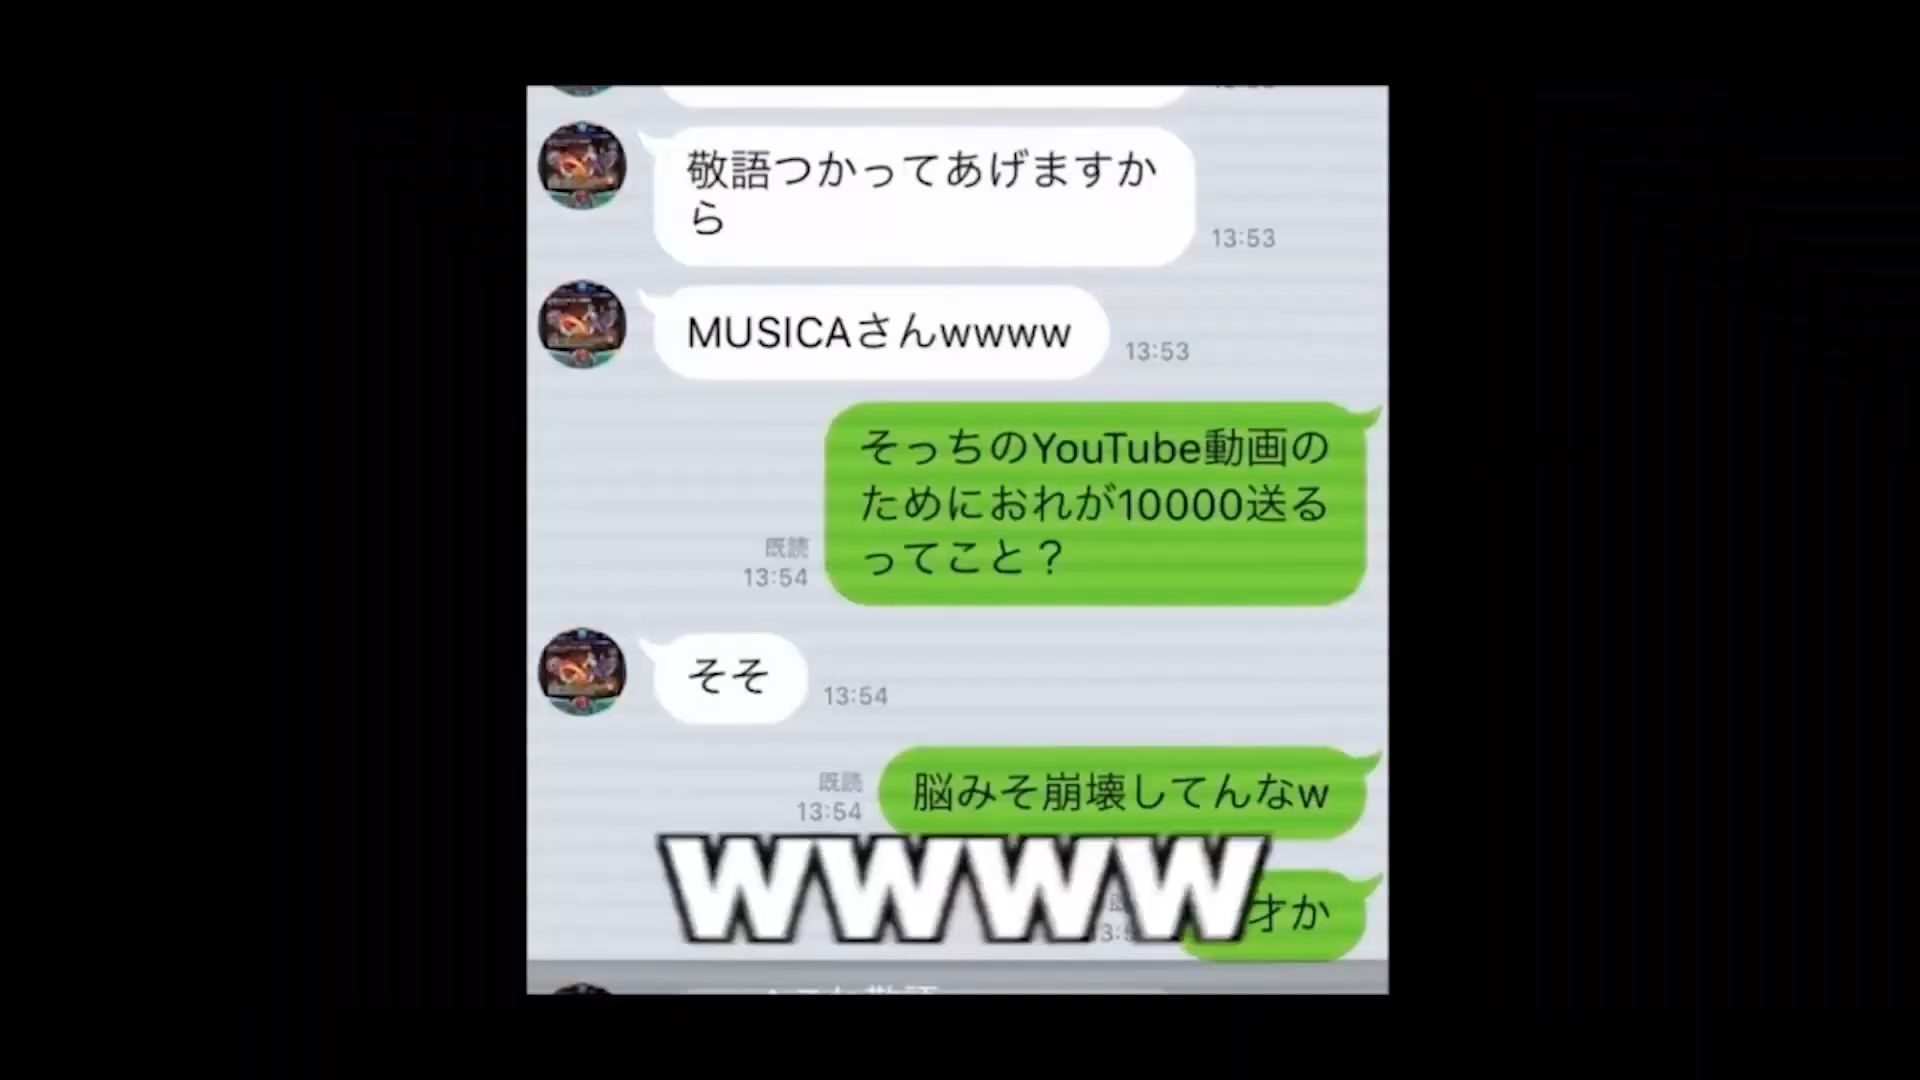 敬語つかってあげますか
ら
13:53
MUSICAさんwwww
13:53
そっちのYouTube動画の
ためにおれが10000送る
ってこと？
既読
13:54
そそ
13:54
脳みそ崩壊してんなw
既読
13:54
才か
WWWW